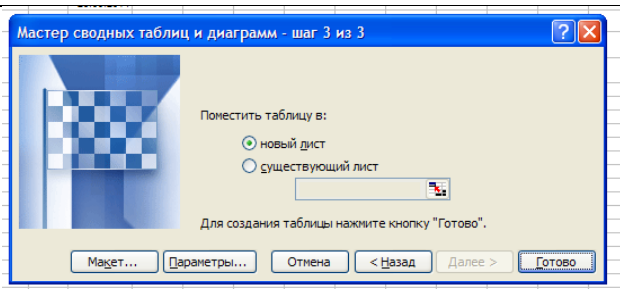 Мастер сводных таблиц и диаграмм - шаг 3 из 3
Поместить таблицу в:
новый лист
существующий лист
Для создания таблицы нажмите кнопку "Готово".
Макет... Параметры... Отмена < Назад Далее > Готово